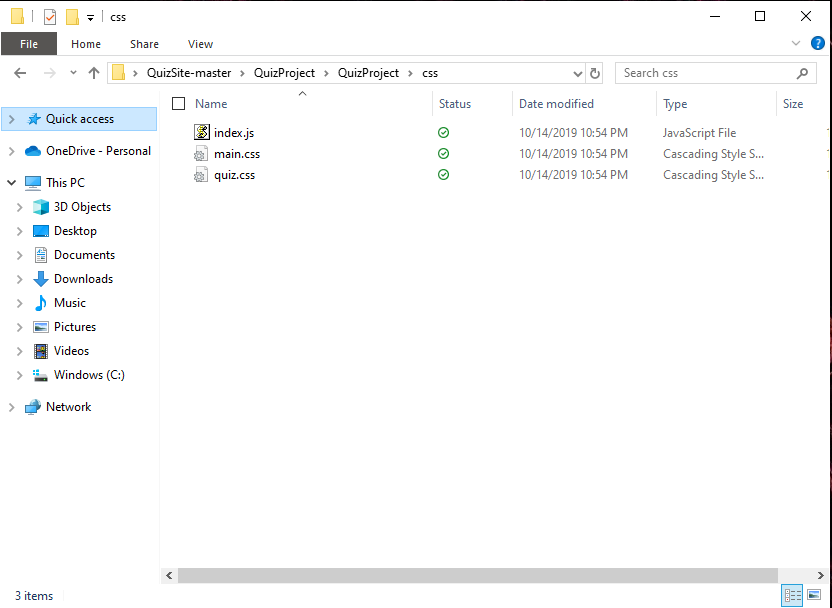 css
File Home Share View
QuizSite-master QuizProject QuizProject css Search css
Name Status Date modified Type Size
Quick access
OneDrive - Personal
This PC
3D Objects
Desktop
Documents
Downloads
Music
Pictures
Videos
Windows (C:)
Network
index.js 10/14/2019 10:54 PM JavaScript File
main.css 10/14/2019 10:54 PM Cascading Style S...
quiz.css 10/14/2019 10:54 PM Cascading Style S...
3 items